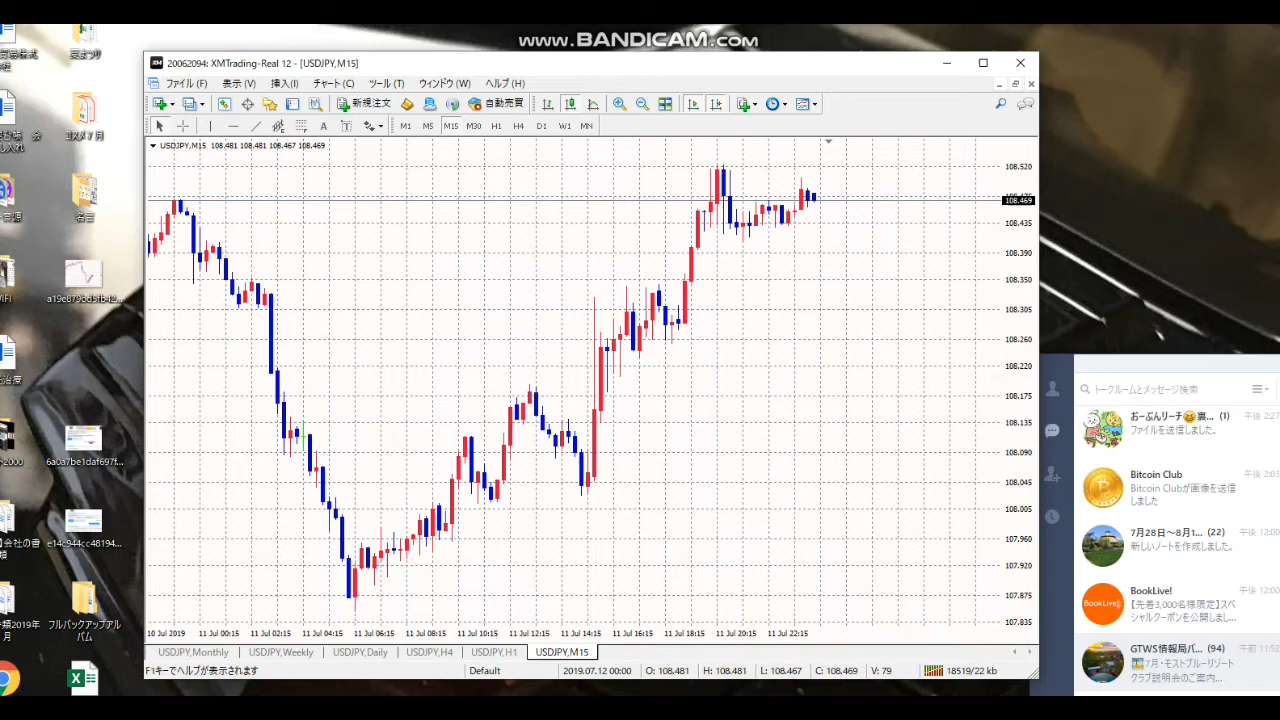 www.BANDICAM.com
夏まつり
コスメ７月
名言
a19e879dd5fb42...
6a0a7be1daf697f...
e14c944cc48194...
フルバックアップアル
バム
20062094: XMTrading-Real 12 - [USDJPY,M15]
ファイル (F) 表示 (V) 挿入(I) チャート(C) ツール (T) ウィンドウ (W) ヘルプ (H)
新規注文 自動売買
A T M1 M5 M15 M30 H1 H4 D1 W1 MN
USDJPY,M15 108.481 108.481 108.467 108.469
108.520
108.469
108.435
108.390
108.350
108.305
108.260
108.220
108.175
108.135
108.090
108.045
108.005
107.960
107.920
107.875
107.835
10 Jul 2019 11 Jul 00:15 11 Jul 02:15 11 Jul 04:15 11 Jul 06:15 11 Jul 08:15 11 Jul 10:15 11 Jul 12:15 11 Jul 14:15 11 Jul 16:15 11 Jul 18:15 11 Jul 20:15 11 Jul 22:15
USDJPY,Monthly USDJPY,Weekly USDJPY,Daily USDJPY,H4 USDJPY,H1 USDJPY,M15
F1キーでヘルプが表示されます Default 2019.07.12 00:00 O: 108.481 H: 108.481 L: 108.467 C: 108.469 V: 79 18519/22 kb
トークルームとメッセージ検索
おーぷんリーチ😆裏... (1) 午後 2:27
ファイルを送信しました。
Bitcoin Club 午後 2:03
Bitcoin Clubが画像を送信
しました
7月28日～8月1... (22) 午後 12:00
新しいノートを作成しました。
BookLive! 午後 12:00
【先着3,000名様限定】スペ
シャルクーポンを公開しまし...
GTWS情報局/バ... (94) 午前 11:52
7月・モストブルーリゾート
クラブ説明会のご案内...